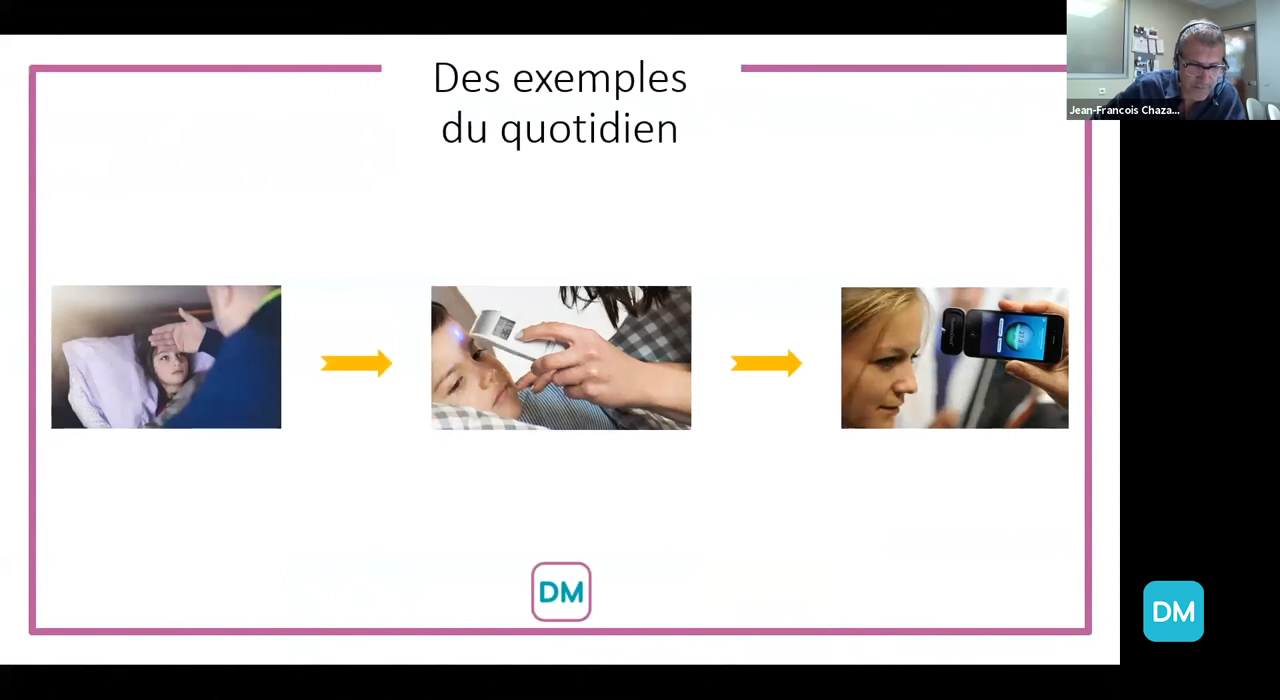 Des exemples
du quotidien
Jean-Francois Chaza...
DM
DM